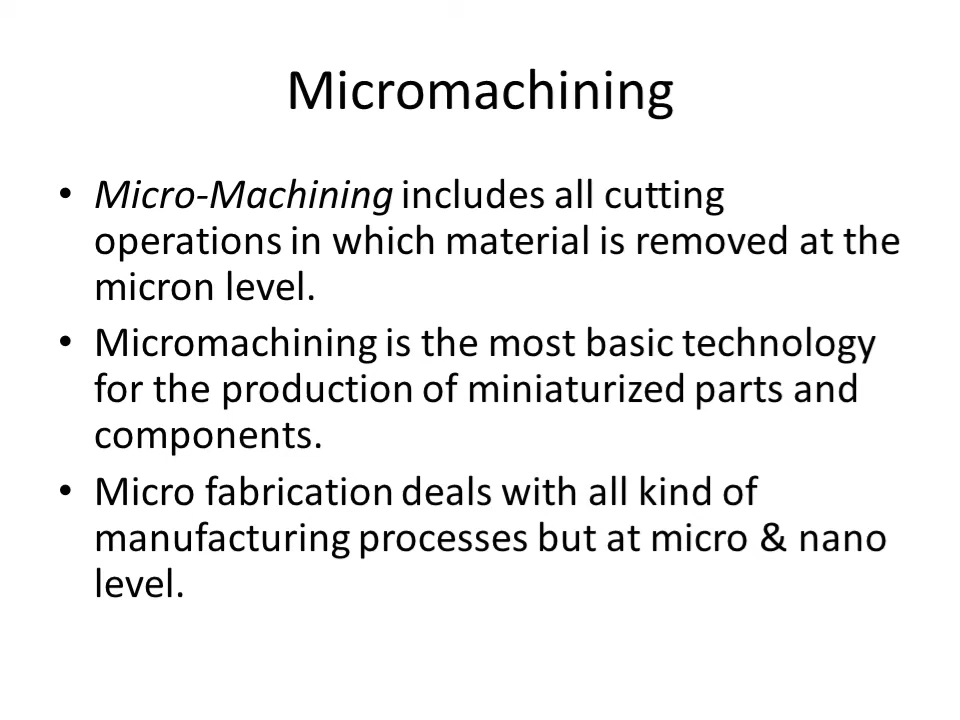 Micromachining
• Micro-Machining includes all cutting
operations in which material is removed at the
micron level.
• Micromachining is the most basic technology
for the production of miniaturized parts and
components.
• Micro fabrication deals with all kind of
manufacturing processes but at micro & nano
level.